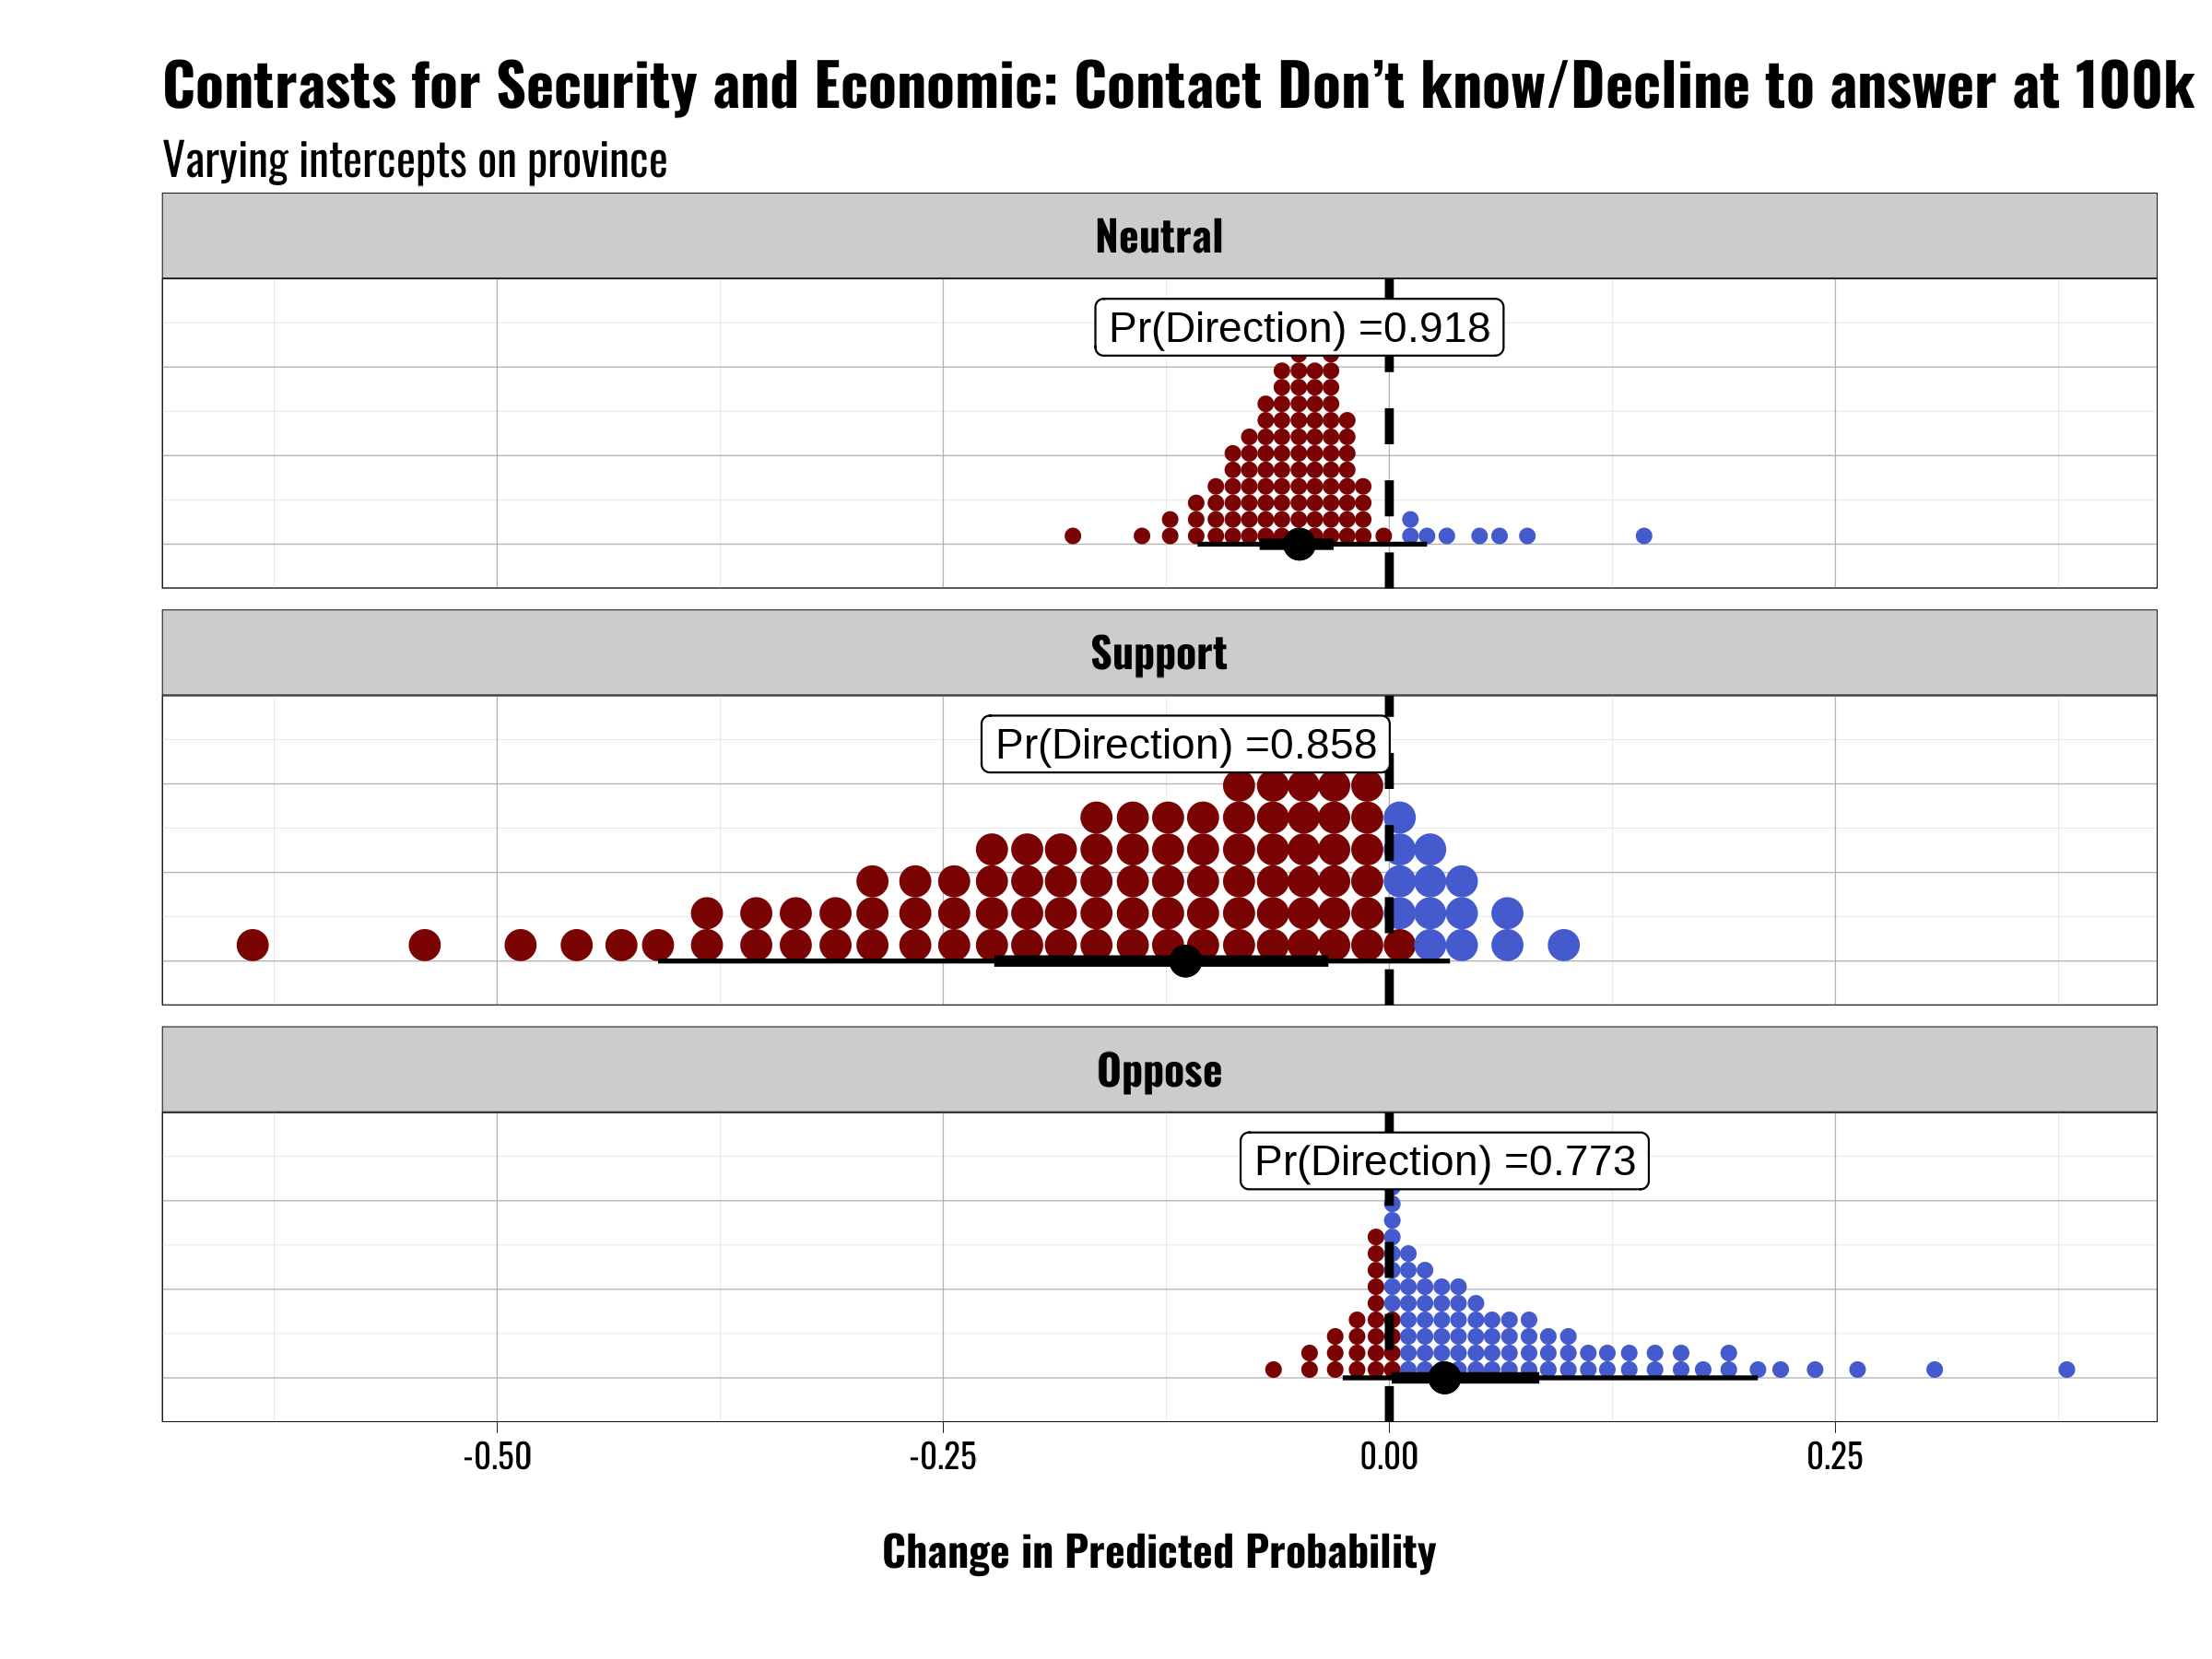 Contrasts for Security and Economic: Contact Don’t know/Decline to answer at 100k
Varying intercepts on province
Neutral
Pr(Direction) =0.918
Support
Pr(Direction) =0.858
Oppose
Pr(Direction) =0.773
-0.50 -0.25 0.00 0.25
Change in Predicted Probability